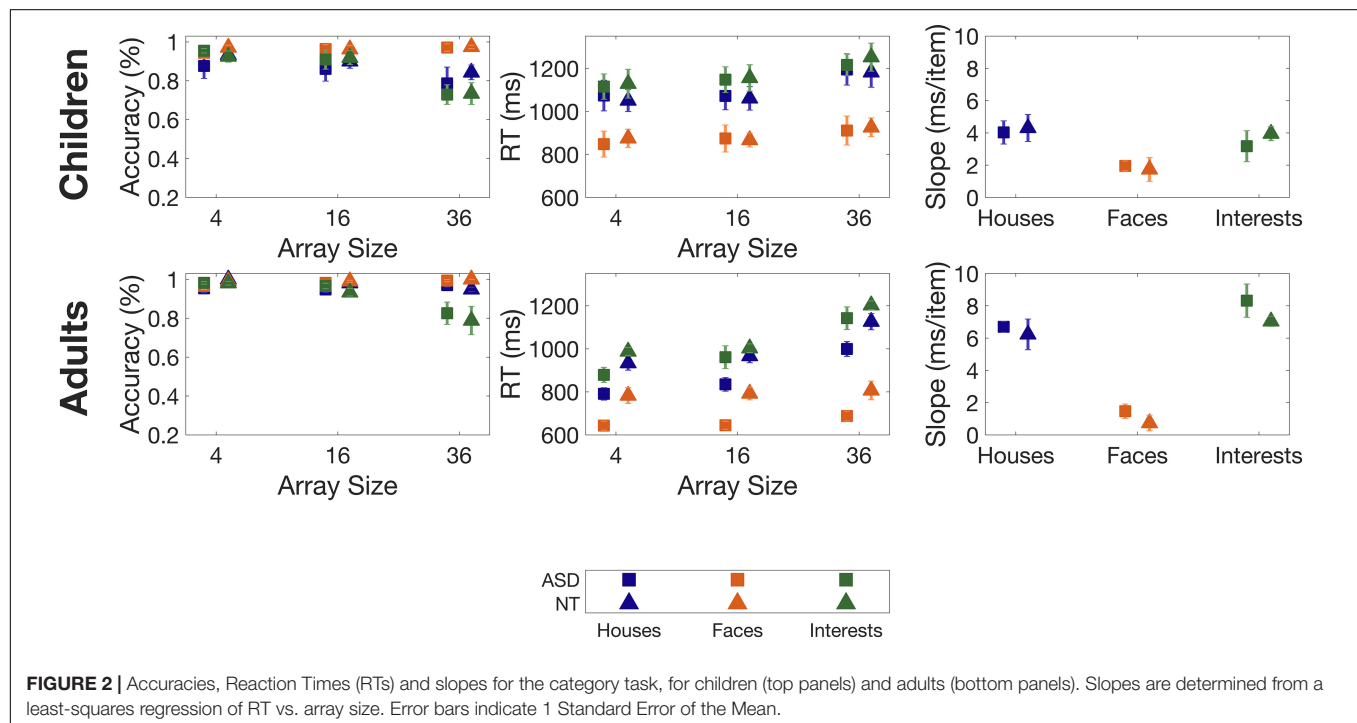 Children
Accuracy (%)
1
0.8
0.6
0.4
0.2
4 16 36
Array Size
RT (ms)
1200
1000
800
600
4 16 36
Array Size
Slope (ms/item)
10
8
6
4
2
0
Houses Faces Interests
Adults
Accuracy (%)
1
0.8
0.6
0.4
0.2
4 16 36
Array Size
RT (ms)
1200
1000
800
600
4 16 36
Array Size
Slope (ms/item)
10
8
6
4
2
0
Houses Faces Interests
ASD
NT
Houses Faces Interests
FIGURE 2 | Accuracies, Reaction Times (RTs) and slopes for the category task, for children (top panels) and adults (bottom panels). Slopes are determined from a
least-squares regression of RT vs. array size. Error bars indicate 1 Standard Error of the Mean.